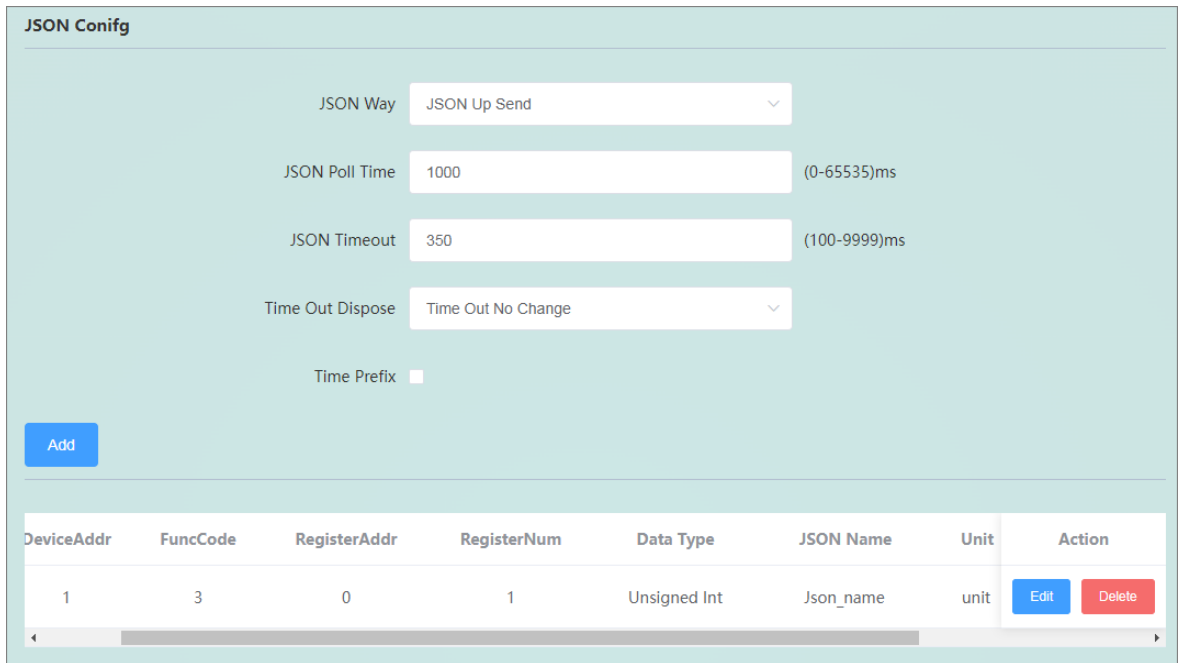 JSON Conifg
JSON Way JSON Up Send
JSON Poll Time 1000 (0-65535)ms
JSON Timeout 350 (100-9999)ms
Time Out Dispose Time Out No Change
Time Prefix
Add
DeviceAddr FuncCode RegisterAddr RegisterNum Data Type JSON Name Unit Action
1 3 0 1 Unsigned Int Json_name unit Edit Delete